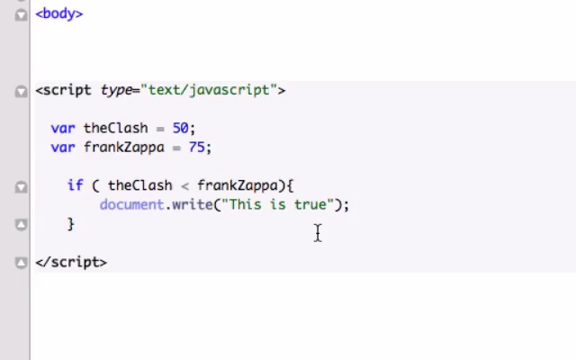 <body>
<script type="text/javascript">
var theClash = 50;
var frankZappa = 75;
if ( theClash < frankZappa){
document.write("This is true");
}
</script>